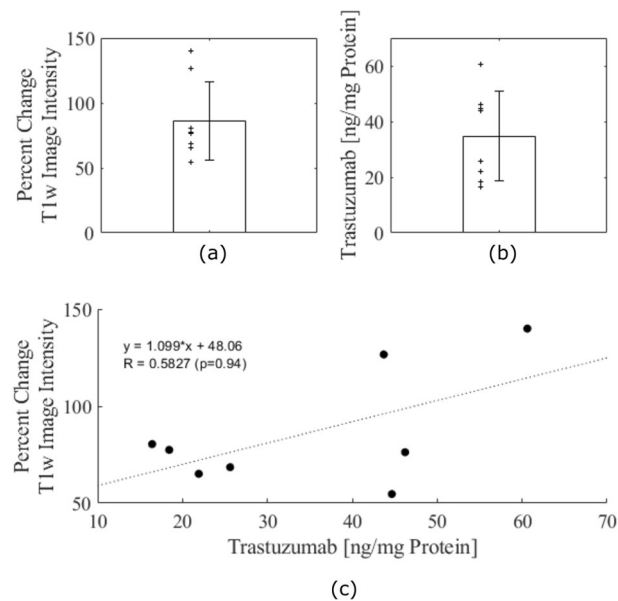 150
100
50
0
Percent Change
T1w Image Intensity
(a)
60
40
20
0
Trastuzumab [ng/mg Protein]
(b)
150
100
50
Percent Change
T1w Image Intensity
y = 1.099*x + 48.06
R = 0.5827 (p=0.94)
10 20 30 40 50 60 70
Trastuzumab [ng/mg Protein]
(c)